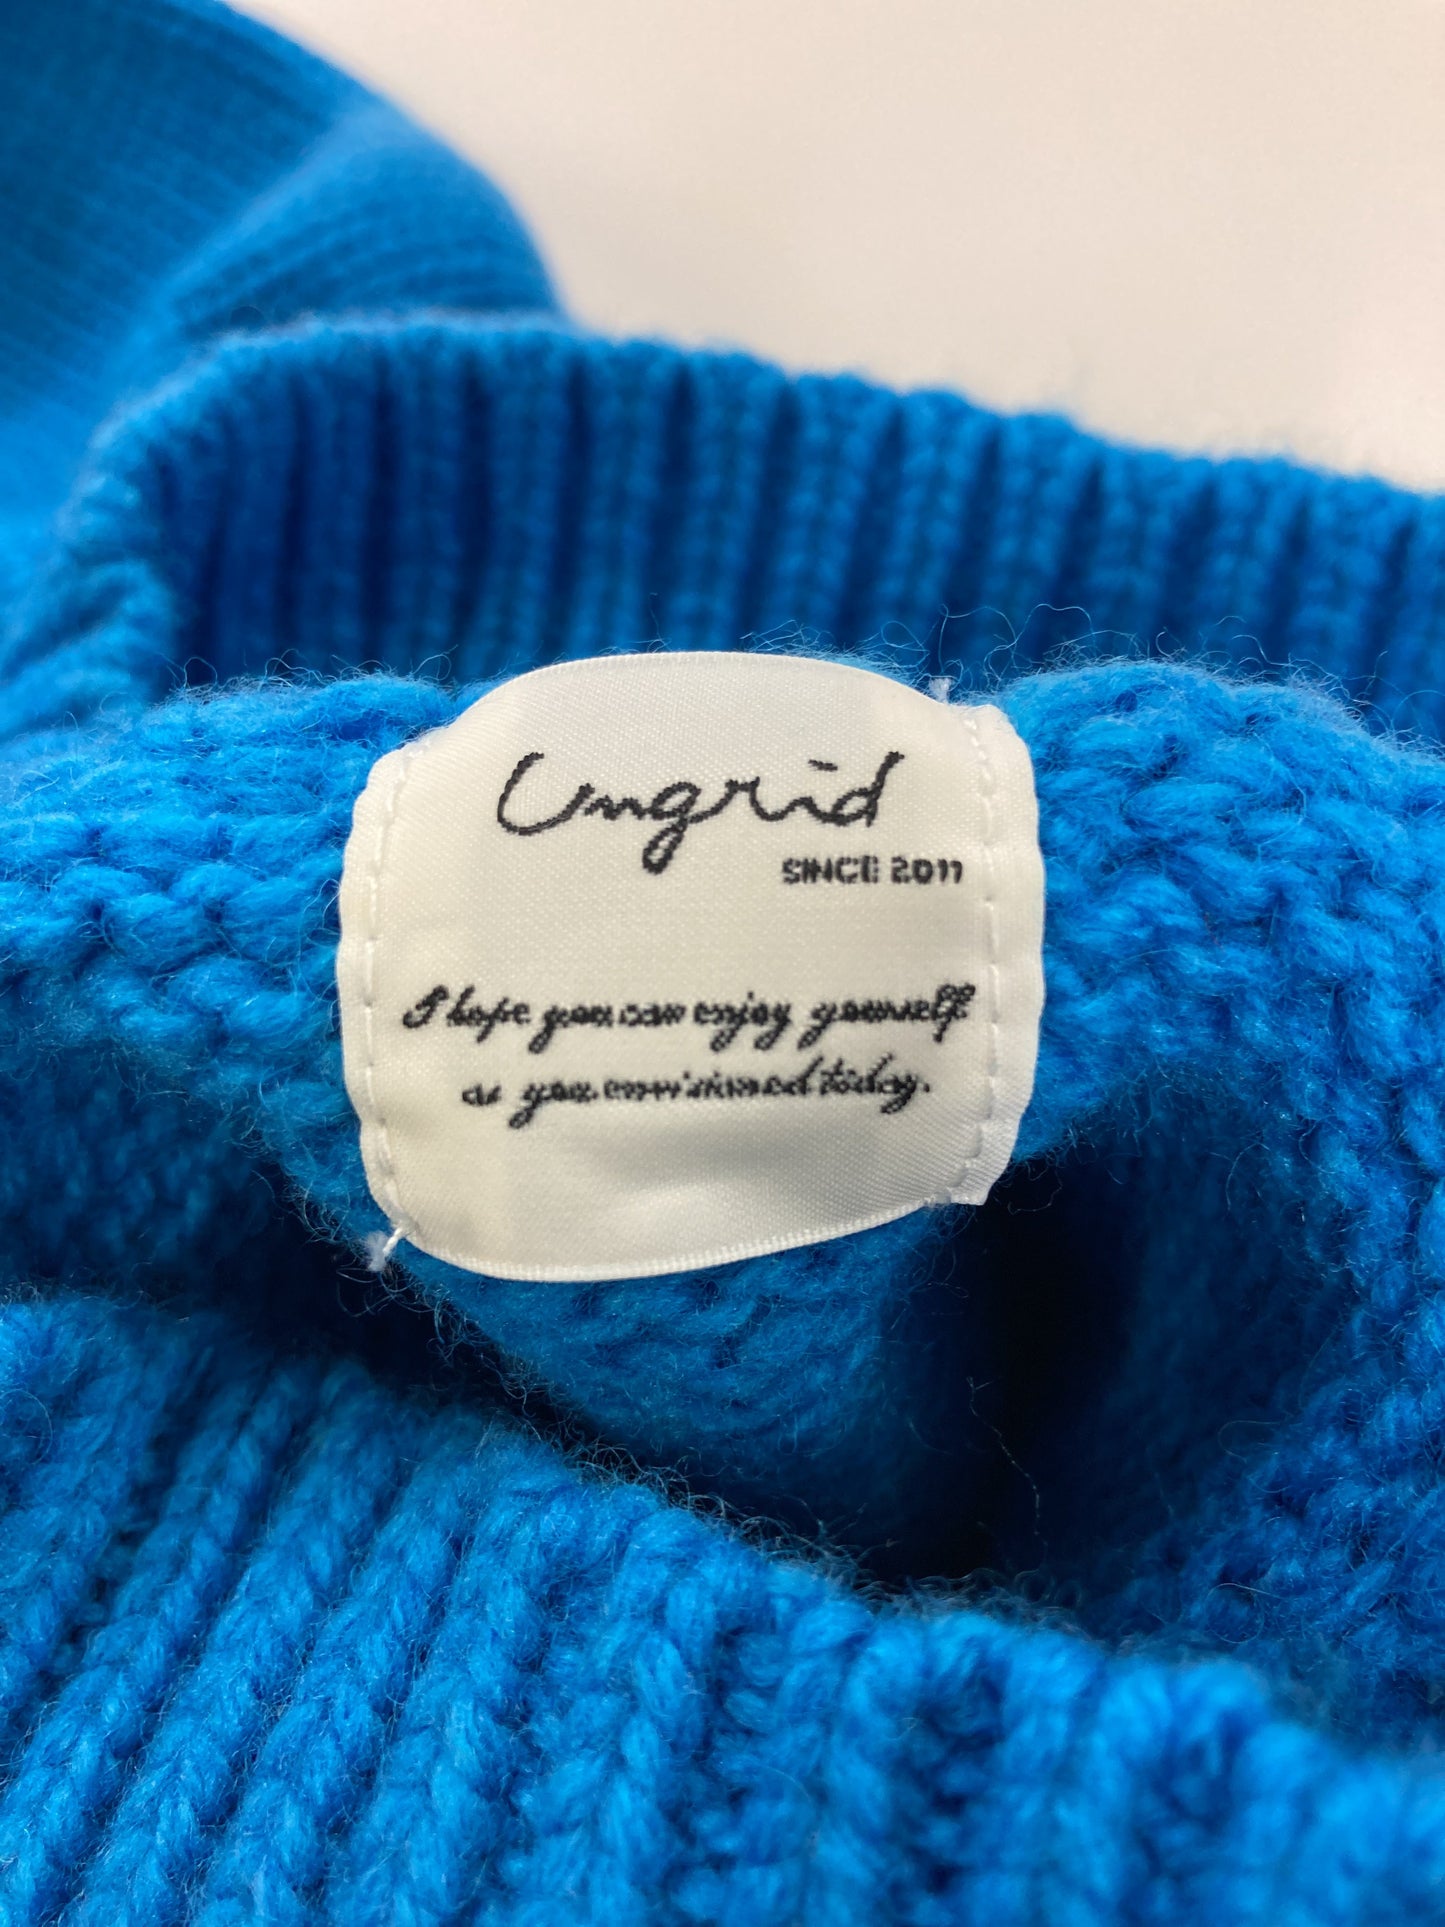 Ungrid
SINCE 2011
I hope you can enjoy yourself
as you envisioned today.